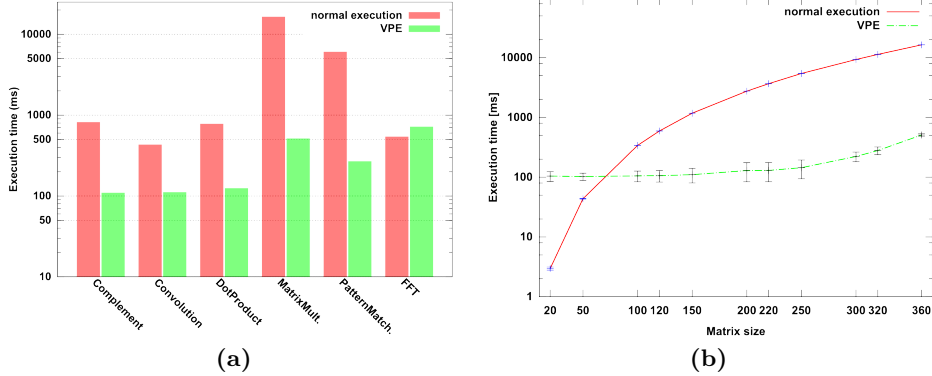 normal execution
VPE
Execution time (ms)
10000
5000
1000
500
100
50
10
Complement
Convolution
DotProduct
MatrixMult.
PatternMatch.
FFT
(a)
normal execution
VPE
Execution time [ms]
10000
1000
100
10
1
20 50 100 120 150 200 220 250 300 320 360
Matrix size
(b)